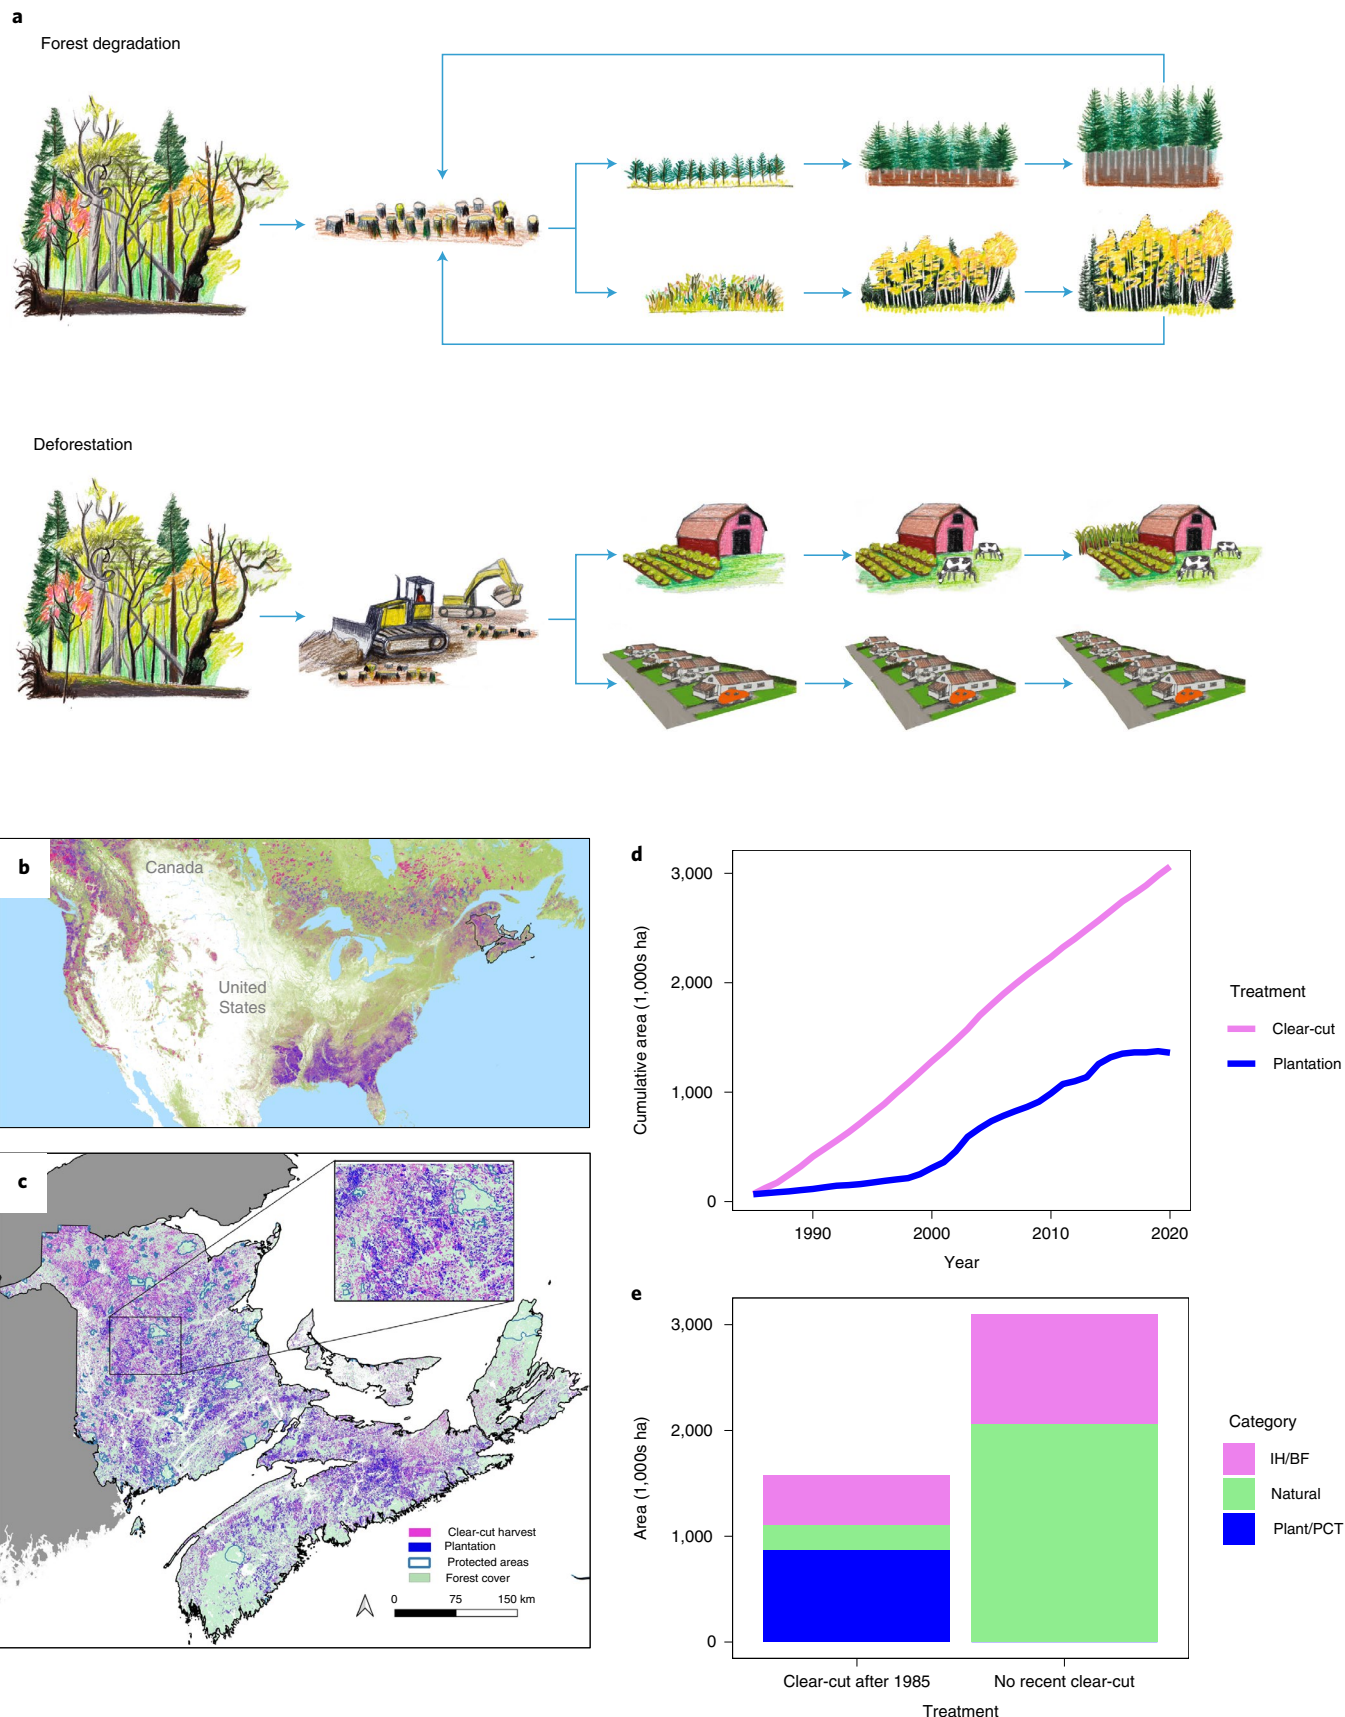 a
Forest degradation
Deforestation
b
Canada
United
States
c
Clear-cut harvest
Plantation
Protected areas
Forest cover
0 75 150 km
d
Cumulative area (1,000s ha)
3,000
2,000
1,000
0
1990 2000 2010 2020
Year
Treatment
Clear-cut
Plantation
e
Area (1,000s ha)
3,000
2,000
1,000
0
Clear-cut after 1985 No recent clear-cut
Treatment
Category
IH/BF
Natural
Plant/PCT